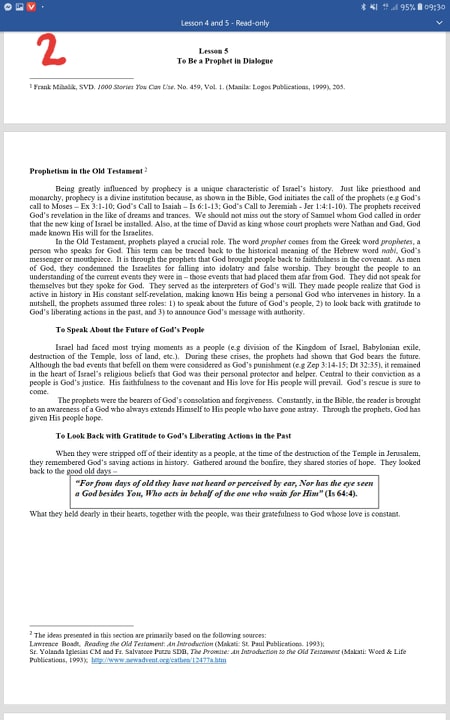 95% 09:30
Lesson 4 and 5 - Read-only
2
Lesson 5
To Be a Prophet in Dialogue
1 Frank Mihalik, SVD. 1000 Stories You Can Use. No. 459, Vol. 1. (Manila: Logos Publications, 1999), 205.
Prophetism in the Old Testament 2
Being greatly influenced by prophecy is a unique characteristic of Israel's history. Just like priesthood and
monarchy, prophecy is a divine institution because, as shown in the Bible, God initiates the call of the prophets (e.g God's
call to Moses – Ex 3:1-10; God's Call to Isaiah – Is 6:1-13; God's Call to Jeremiah - Jer 1:4:1-10). The prophets received
God's revelation in the like of dreams and trances. We should not miss out the story of Samuel whom God called in order
that the new king of Israel be installed. Also, at the time of David as king whose court prophets were Nathan and Gad, God
made known His will for the Israelites.
In the Old Testament, prophets played a crucial role. The word prophet comes from the Greek word prophetes, a
person who speaks for God. This term can be traced back to the historical meaning of the Hebrew word nabi, God's
messenger or mouthpiece. It is through the prophets that God brought people back to faithfulness in the covenant. As men
of God, they condemned the Israelites for falling into idolatry and false worship. They brought the people to an
understanding of the current events they were in – those events that had placed them afar from God. They did not speak for
themselves but they spoke for God. They served as the interpreters of God's will. They made people realize that God is
active in history in His constant self-revelation, making known His being a personal God who intervenes in history. In a
nutshell, the prophets assumed three roles: 1) to speak about the future of God's people, 2) to look back with gratitude to
God's liberating actions in the past, and 3) to announce God's message with authority.
To Speak About the Future of God's People
Israel had faced most trying moments as a people (e.g division of the Kingdom of Israel, Babylonian exile,
destruction of the Temple, loss of land, etc.). During these crises, the prophets had shown that God bears the future.
Although the bad events that befell on them were considered as God's punishment (e.g Zep 3:14-15; Dt 32:35), it remained
in the heart of Israel's religious beliefs that God was their personal protector and helper. Central to their conviction as a
people is God's justice. His faithfulness to the covenant and His love for His people will prevail. God's rescue is sure to
come.
The prophets were the bearers of God's consolation and forgiveness. Constantly, in the Bible, the reader is brought
to an awareness of a God who always extends Himself to His people who have gone astray. Through the prophets, God has
given His people hope.
To Look Back with Gratitude to God's Liberating Actions in the Past
When they were stripped off of their identity as a people, at the time of the destruction of the Temple in Jerusalem,
they remembered God's saving actions in history. Gathered around the bonfire, they shared stories of hope. They looked
back to the good old days –
"For from days of old they have not heard or perceived by ear, Nor has the eye seen
a God besides You, Who acts in behalf of the one who waits for Him" (Is 64:4).
What they held dearly in their hearts, together with the people, was their gratefulness to God whose love is constant.
2 The ideas presented in this section are primarily based on the following sources:
Lawrence Boadt, Reading the Old Testament: An Introduction (Makati: St. Paul Publications, 1993);
Sr. Yolanda Iglesias CM and Fr. Salvatore Putzu SDB, The Promise: An Introduction to the Old Testament (Makati: Word & Life
Publications, 1993); http://www.newadvent.org/cathen/12477a.htm